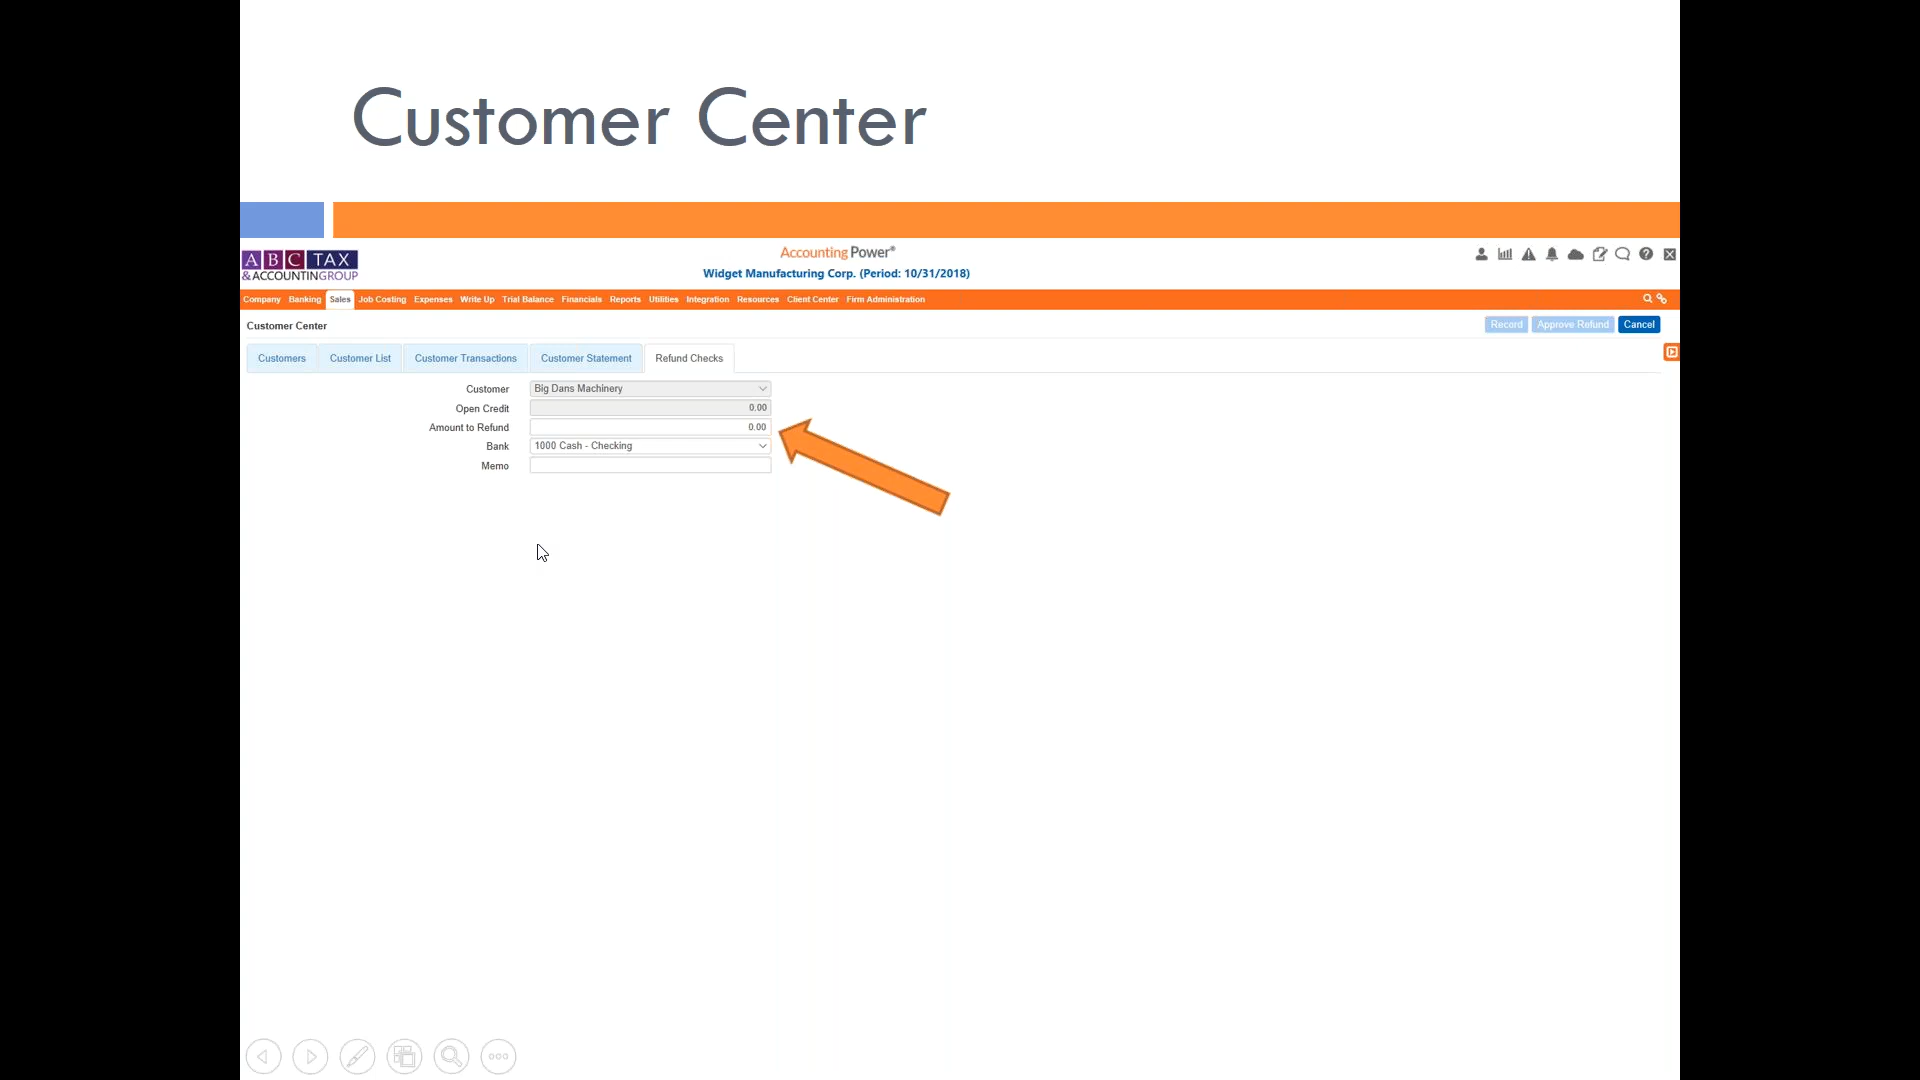 Customer Center
ABC TAX
& ACCOUNTINGROUP
Accounting Power®
Widget Manufacturing Corp. (Period: 10/31/2018)
Company Banking Sales Job Costing Expenses Write Up Trial Balance Financials Reports Utilities Integration Resources Client Center Firm Administration
Customer Center
Record Approve Refund Cancel
Customers Customer List Customer Transactions Customer Statement Refund Checks
Customer Big Dans Machinery
Open Credit 0.00
Amount to Refund 0.00
Bank 1000 Cash - Checking
Memo